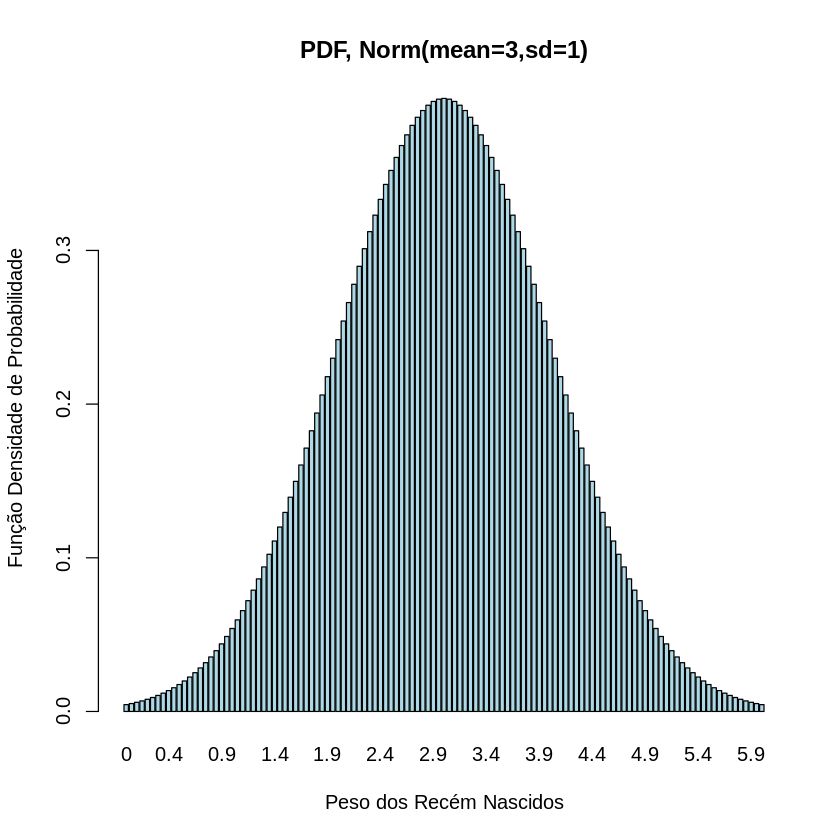 PDF, Norm(mean=3,sd=1)
Função Densidade de Probabilidade
0.3
0.2
0.1
0.0
0 0.4 0.9 1.4 1.9 2.4 2.9 3.4 3.9 4.4 4.9 5.4 5.9
Peso dos Recém Nascidos